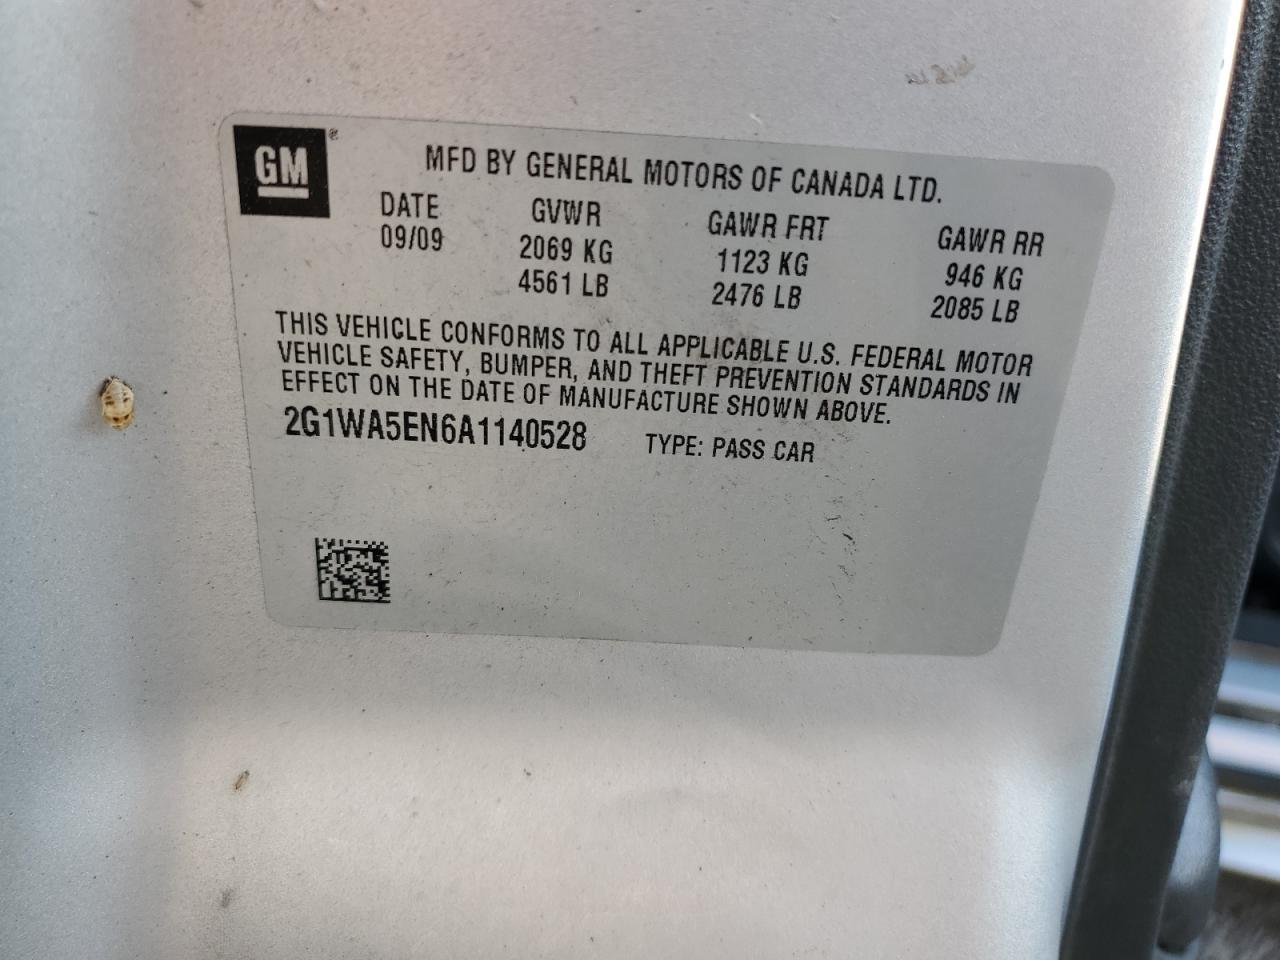 GM ®
MFD BY GENERAL MOTORS OF CANADA LTD.
DATE GVWR GAWR FRT GAWR RR
09/09 2069 KG 1123 KG 946 KG
4561 LB 2476 LB 2085 LB
THIS VEHICLE CONFORMS TO ALL APPLICABLE U.S. FEDERAL MOTOR
VEHICLE SAFETY, BUMPER, AND THEFT PREVENTION STANDARDS IN
EFFECT ON THE DATE OF MANUFACTURE SHOWN ABOVE.
2G1WA5EN6A1140528 TYPE: PASS CAR